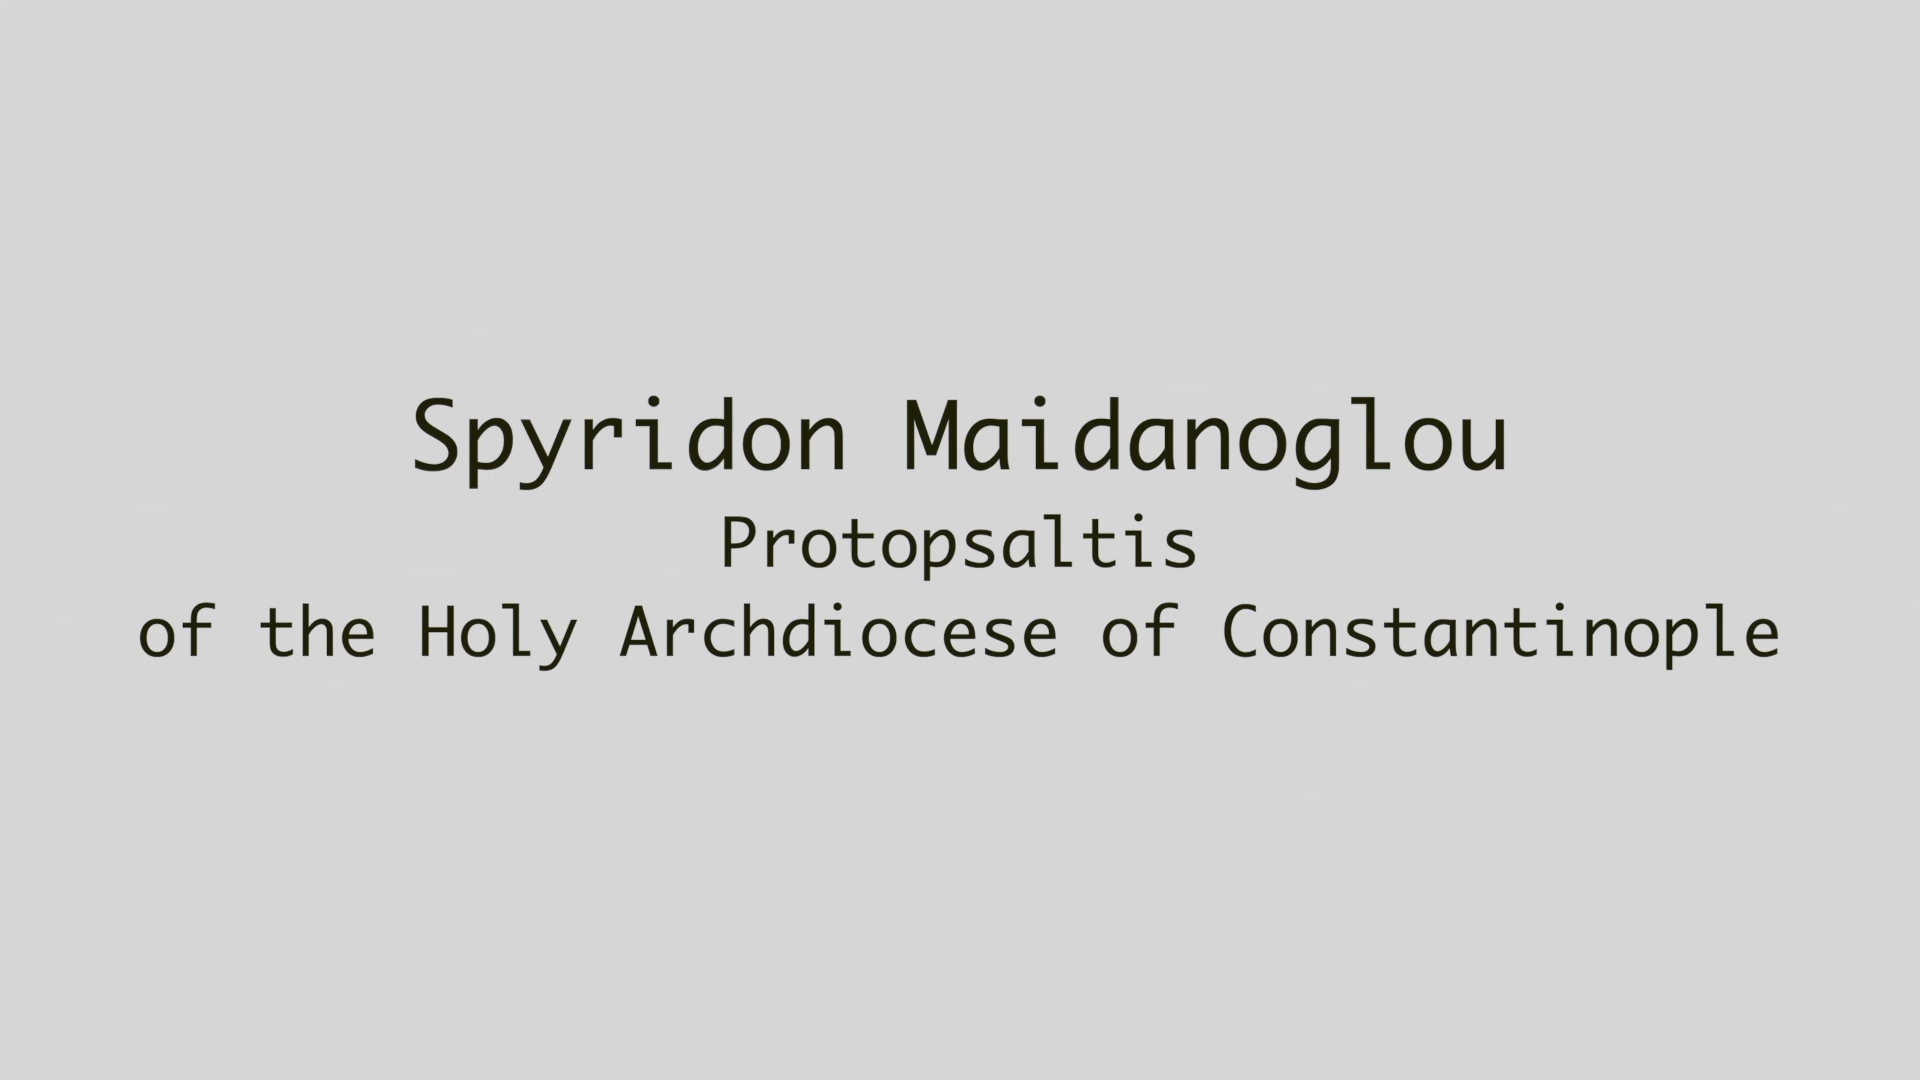 Spyridon Maidanoglou
Protopsaltis
of the Holy Archdiocese of Constantinople